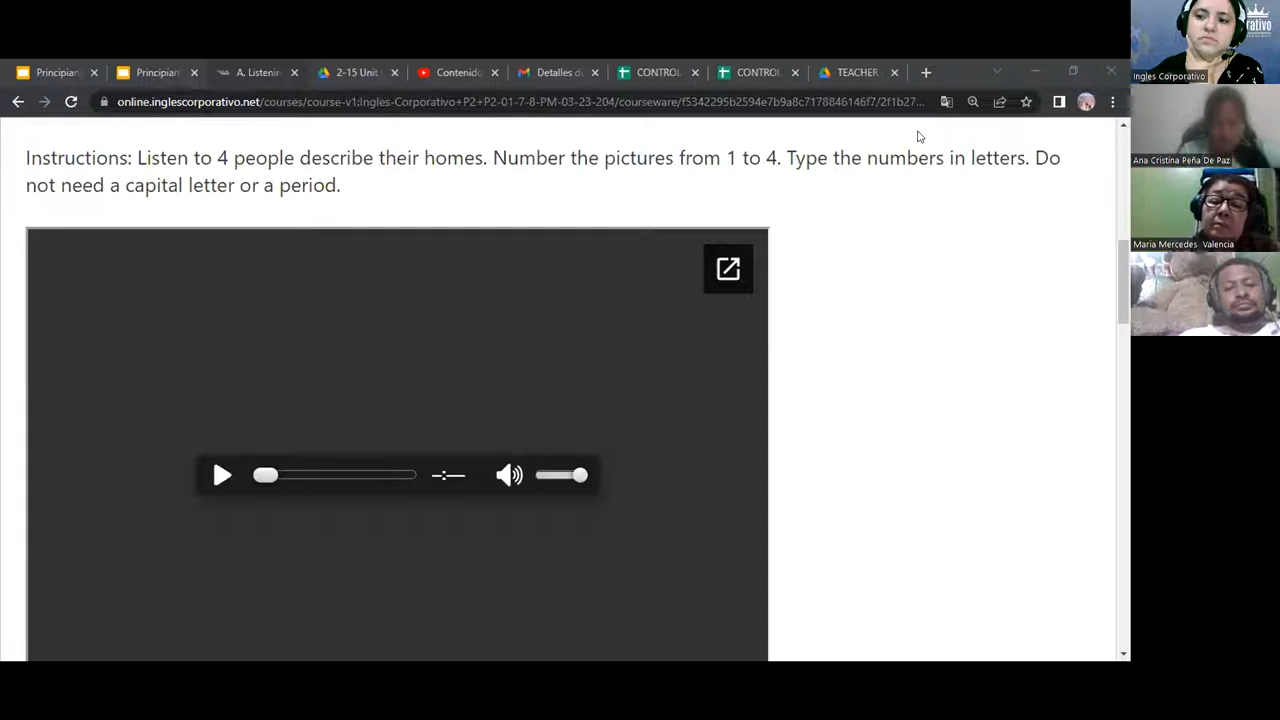 Principian
Principian
A. Listenin
2-15 Unit
Contenido
Detalles d
CONTROL
CONTROL
TEACHER
online.inglescorporativo.net/courses/course-v1:Ingles-Corporativo+P2+P2-01-7-8-PM-03-23-204/courseware/f5342295b2594e7b9a8c7178846146f7/2f1b27...
Instructions: Listen to 4 people describe their homes. Number the pictures from 1 to 4. Type the numbers in letters. Do
not need a capital letter or a period.
rativo
Ingles Corporativo
Ana Cristina Peña De Paz
Maria Mercedes Valencia